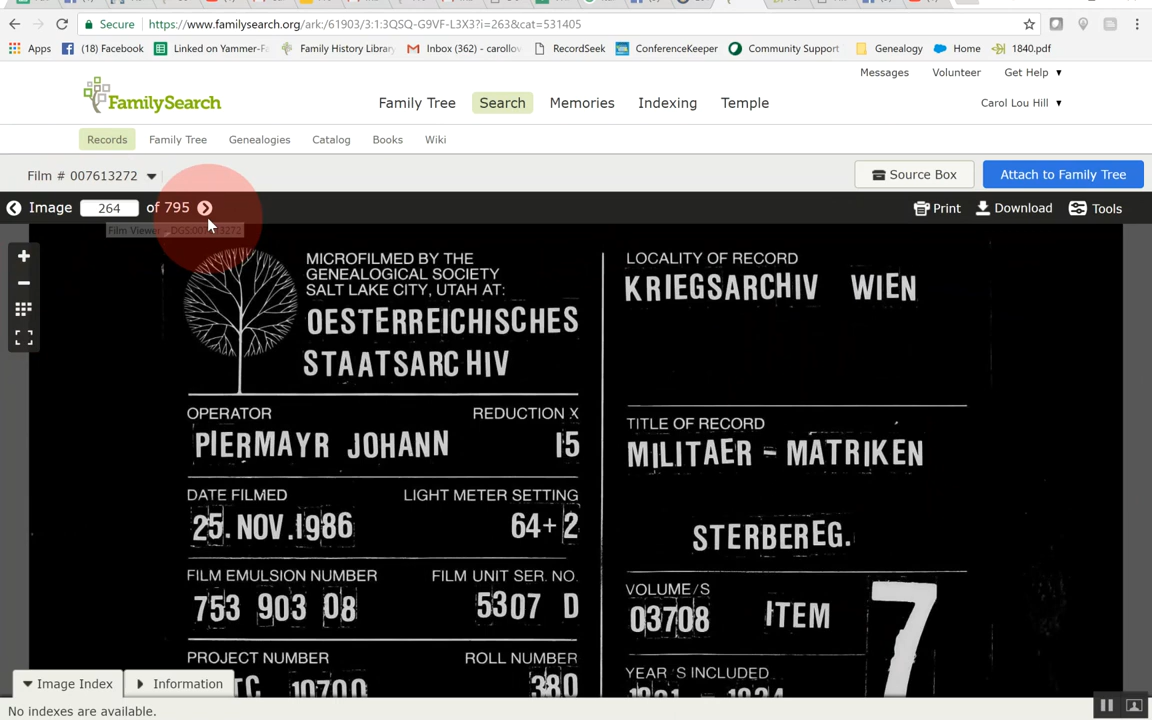 Secure https://www.familysearch.org/ark:/61903/3:1:3QSQ-G9VF-L3X3?i=263&cat=531405
Apps (18) Facebook Linked on Yammer-Fa Family History Library Inbox (362) - carollov RecordSeek ConferenceKeeper Community Support Genealogy Home 1840.pdf
Messages Volunteer Get Help
FamilySearch Family Tree Search Memories Indexing Temple Carol Lou Hill
Records Family Tree Genealogies Catalog Books Wiki
Film # 007613272 Source Box Attach to Family Tree
Image 264 of 795 Print Download Tools
Film Viewer - DGS:007613272
MICROFILMED BY THE
GENEALOGICAL SOCIETY
SALT LAKE CITY, UTAH AT:
OESTERREICHISCHES
STAATSARCHIV
OPERATOR REDUCTION X
PIERMAYR JOHANN 15
DATE FILMED LIGHT METER SETTING
25. NOV.1986 64+2
FILM EMULSION NUMBER FILM UNIT SER. NO.
753 903 08 5307 D
PROJECT NUMBER ROLL NUMBER
380
LOCALITY OF RECORD
KRIEGSARCHIV WIEN
TITLE OF RECORD
MILITAER - MATRIKEN
STERBEREG.
VOLUME/S
03708 ITEM 7
YEAR'S INCLUDED
Image Index Information
No indexes are available.